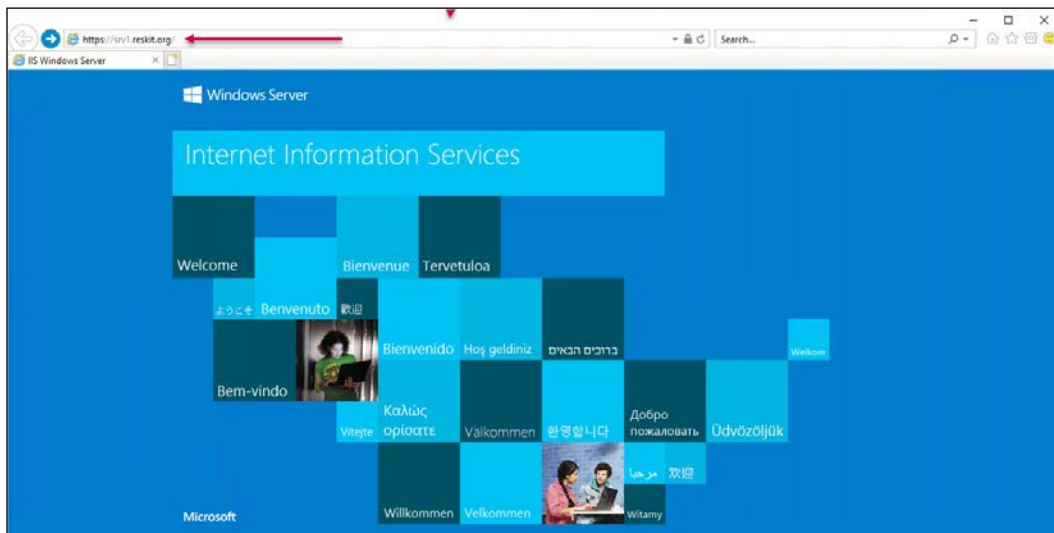 https://srv1.reskit.org/
Search...
IIS Windows Server
Windows Server
Internet Information Services
Welcome
Bienvenue
Tervetuloa
ようこそ
Benvenuto
歡迎
Bienvenido
Hoş geldiniz
ברוכים הבאים
Welkom
Bem-vindo
Vítejte
Καλώς
ορίσατε
Välkommen
환영합니다
Добро
пожаловать
Üdvözöljük
مرحبا
欢迎
Microsoft
Willkommen
Velkommen
Witamy